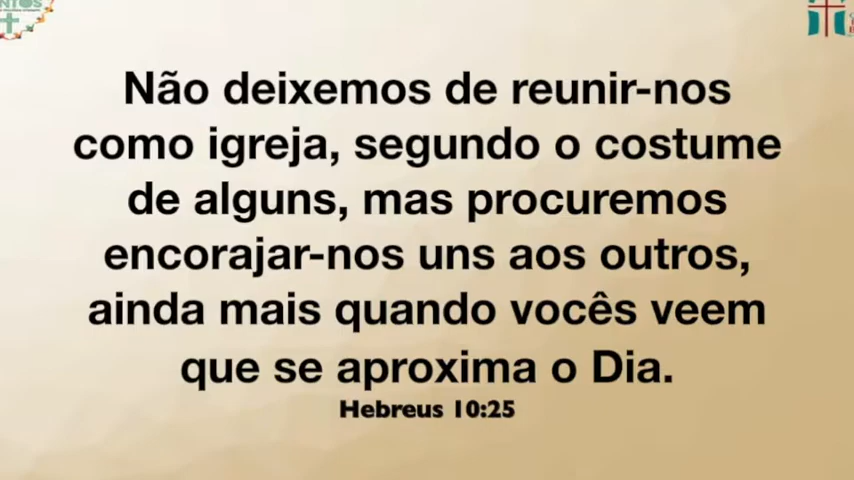 NTOS
Não deixemos de reunir-nos
como igreja, segundo o costume
de alguns, mas procuremos
encorajar-nos uns aos outros,
ainda mais quando vocês veem
que se aproxima o Dia.
Hebreus 10:25